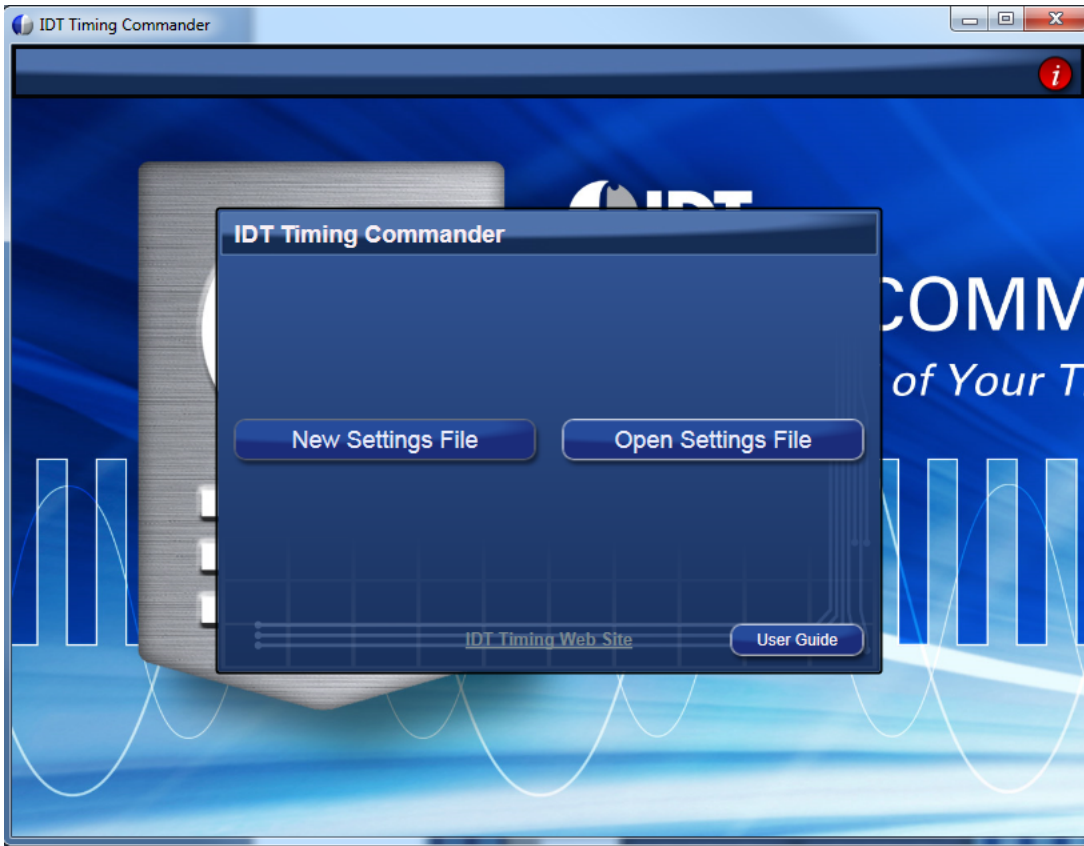 IDT Timing Commander
i
IDT
IDT Timing Commander
COMM
of Your T
New Settings File
Open Settings File
IDT Timing Web Site
User Guide